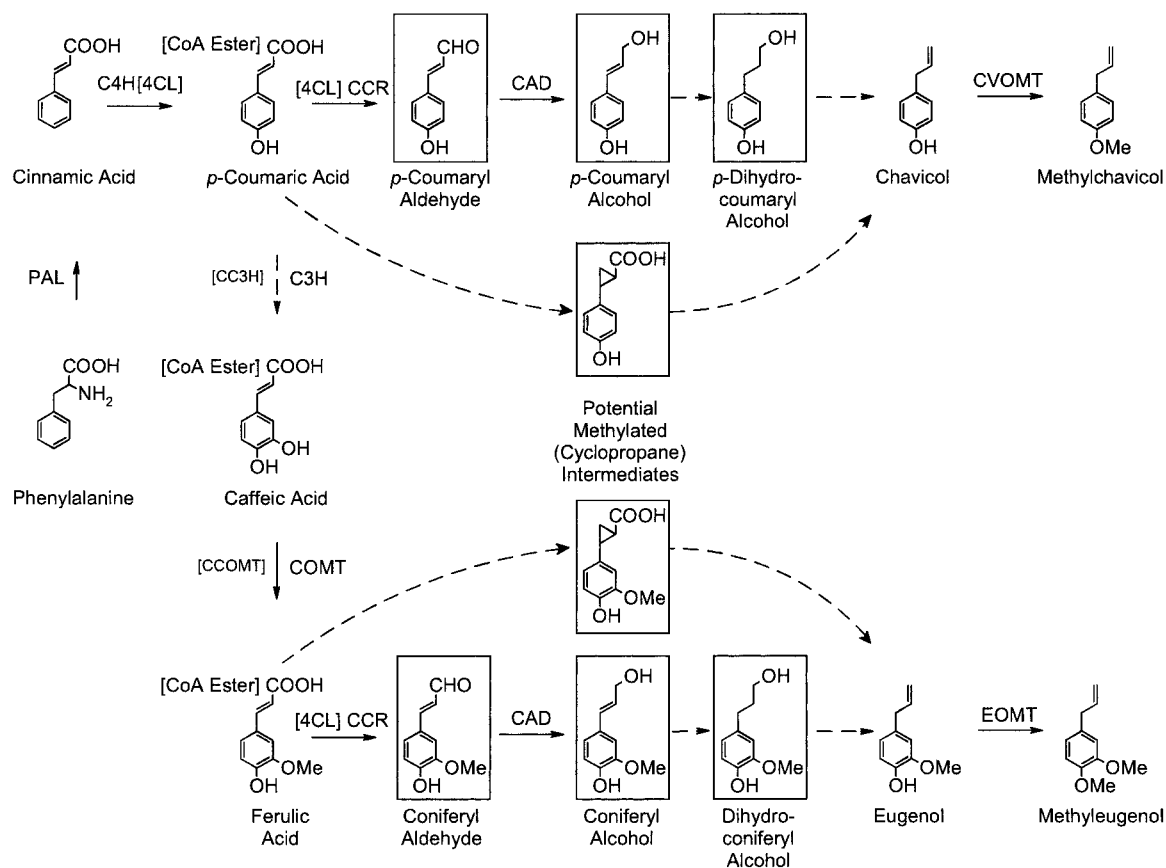 COOH
C4H[4CL]
Cinnamic Acid
[CoA Ester] COOH
OH
p-Coumaric Acid
[4CL] CCR
CHO
OH
p-Coumaryl
Aldehyde
CAD
OH
OH
p-Coumaryl
Alcohol
OH
OH
p-Dihydro-
coumaryl
Alcohol
OH
Chavicol
CVOMT
OMe
Methylchavicol
PAL
[CC3H] C3H
COOH
OH
COOH
NH2
Phenylalanine
[CoA Ester] COOH
OH
OH
Caffeic Acid
Potential
Methylated
(Cyclopropane)
Intermediates
[CCOMT] COMT
COOH
OMe
OH
[CoA Ester] COOH
OMe
OH
Ferulic
Acid
[4CL] CCR
CHO
OMe
OH
Coniferyl
Aldehyde
CAD
OH
OMe
OH
Coniferyl
Alcohol
OH
OMe
OH
Dihydro-
coniferyl
Alcohol
OMe
OH
Eugenol
EOMT
OMe
OMe
Methyleugenol